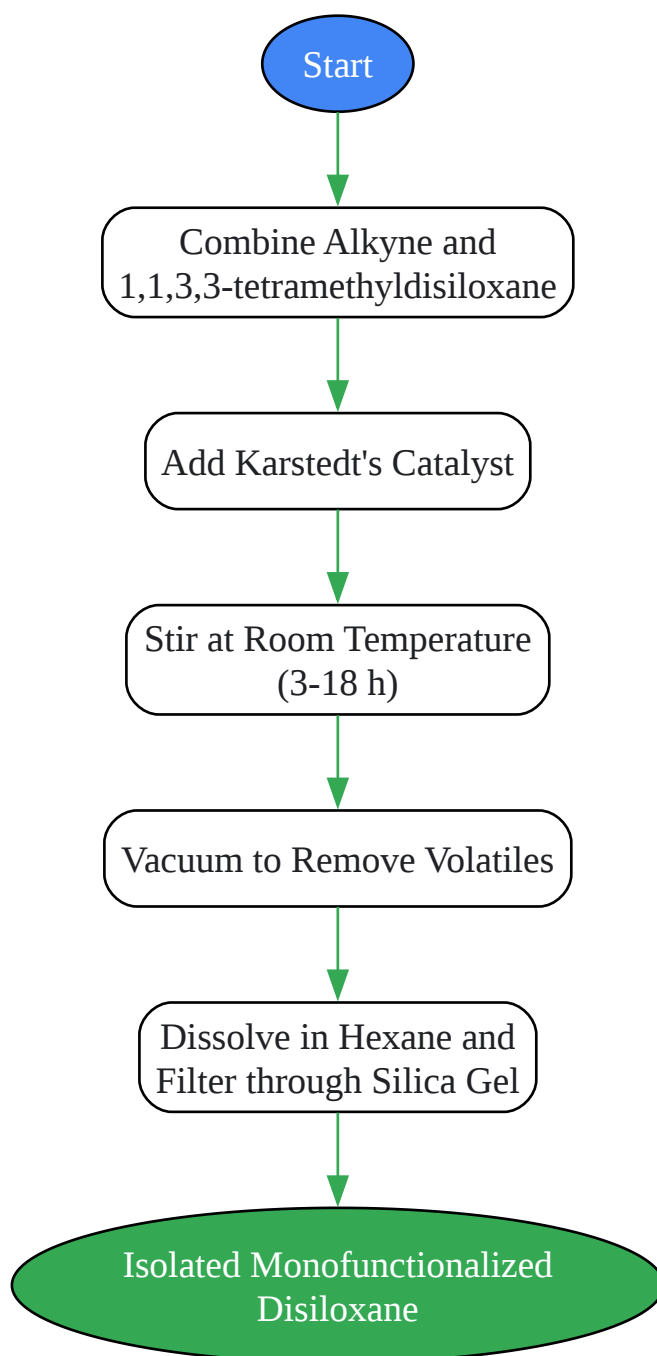 Start
Combine Alkyne and
1,1,3,3-tetramethyldisiloxane
Add Karstedt's Catalyst
Stir at Room Temperature
(3-18 h)
Vacuum to Remove Volatiles
Dissolve in Hexane and
Filter through Silica Gel
Isolated Monofunctionalized
Disiloxane